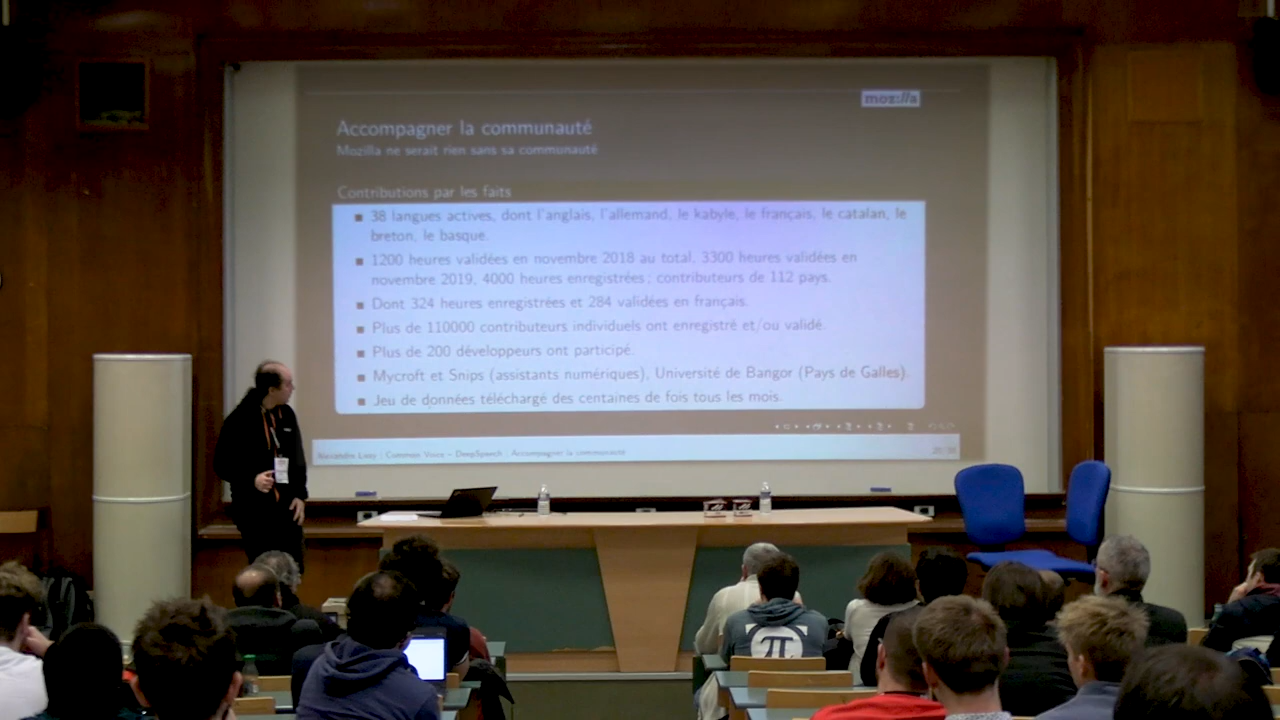 moz://a
Accompagner la communauté
Mozilla ne serait rien sans sa communauté
Contributions par les faits
38 langues actives, dont l'anglais, l'allemand, le kabyle, le français, le catalan, le
breton, le basque.
1200 heures validées en novembre 2018 au total, 3300 heures validées en
novembre 2019, 4000 heures enregistrées ; contributeurs de 112 pays.
Dont 324 heures enregistrées et 284 validées en français.
Plus de 110000 contributeurs individuels ont enregistré et/ou validé.
Plus de 200 développeurs ont participé.
Mycroft et Snips (assistants numériques), Université de Bangor (Pays de Galles).
Jeu de données téléchargé des centaines de fois tous les mois.
| Common Voice – DeepSpeech | Accompagner la communauté
π